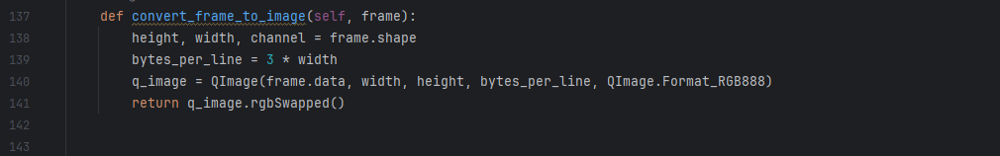 137 def convert_frame_to_image(self, frame):
138 height, width, channel = frame.shape
139 bytes_per_line = 3 * width
140 q_image = QImage(frame.data, width, height, bytes_per_line, QImage.Format_RGB888)
141 return q_image.rgbSwapped()
142
143